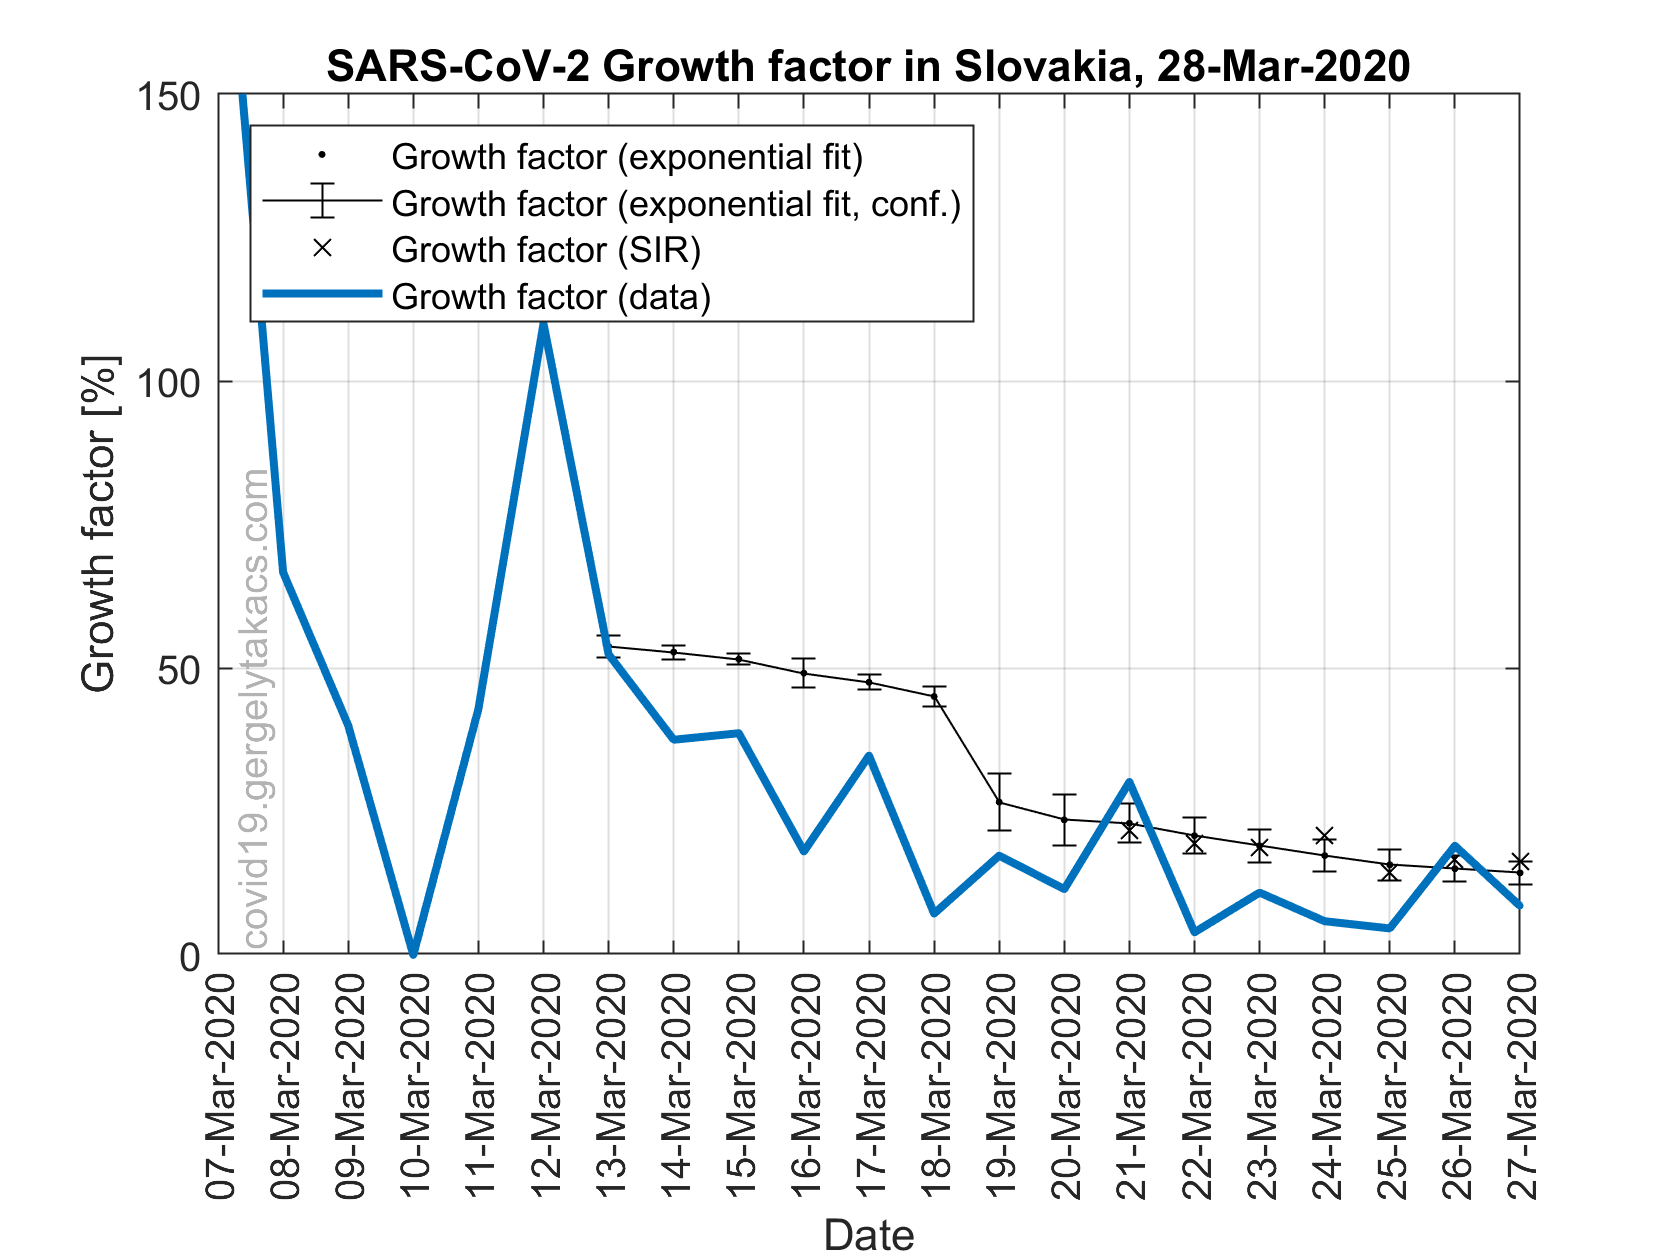 SARS-CoV-2 Growth factor in Slovakia, 28-Mar-2020
150
100
50
0
Growth factor [%]
Growth factor (exponential fit)
Growth factor (exponential fit, conf.)
Growth factor (SIR)
Growth factor (data)
covid19.gergelytakacs.com
07-Mar-2020
08-Mar-2020
09-Mar-2020
10-Mar-2020
11-Mar-2020
12-Mar-2020
13-Mar-2020
14-Mar-2020
15-Mar-2020
16-Mar-2020
17-Mar-2020
18-Mar-2020
19-Mar-2020
20-Mar-2020
21-Mar-2020
22-Mar-2020
23-Mar-2020
24-Mar-2020
25-Mar-2020
26-Mar-2020
27-Mar-2020
Date